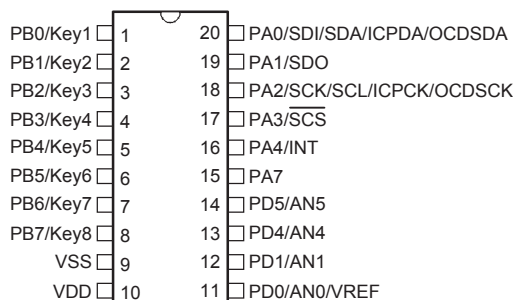 PB0/Key1 1 20 PA0/SDI/SDA/ICPDA/OCDSDA
PB1/Key2 2 19 PA1/SDO
PB2/Key3 3 18 PA2/SCK/SCL/ICPCK/OCDSCK
PB3/Key4 4 17 PA3/S̅C̅S̅
PB4/Key5 5 16 PA4/INT
PB5/Key6 6 15 PA7
PB6/Key7 7 14 PD5/AN5
PB7/Key8 8 13 PD4/AN4
VSS 9 12 PD1/AN1
VDD 10 11 PD0/AN0/VREF